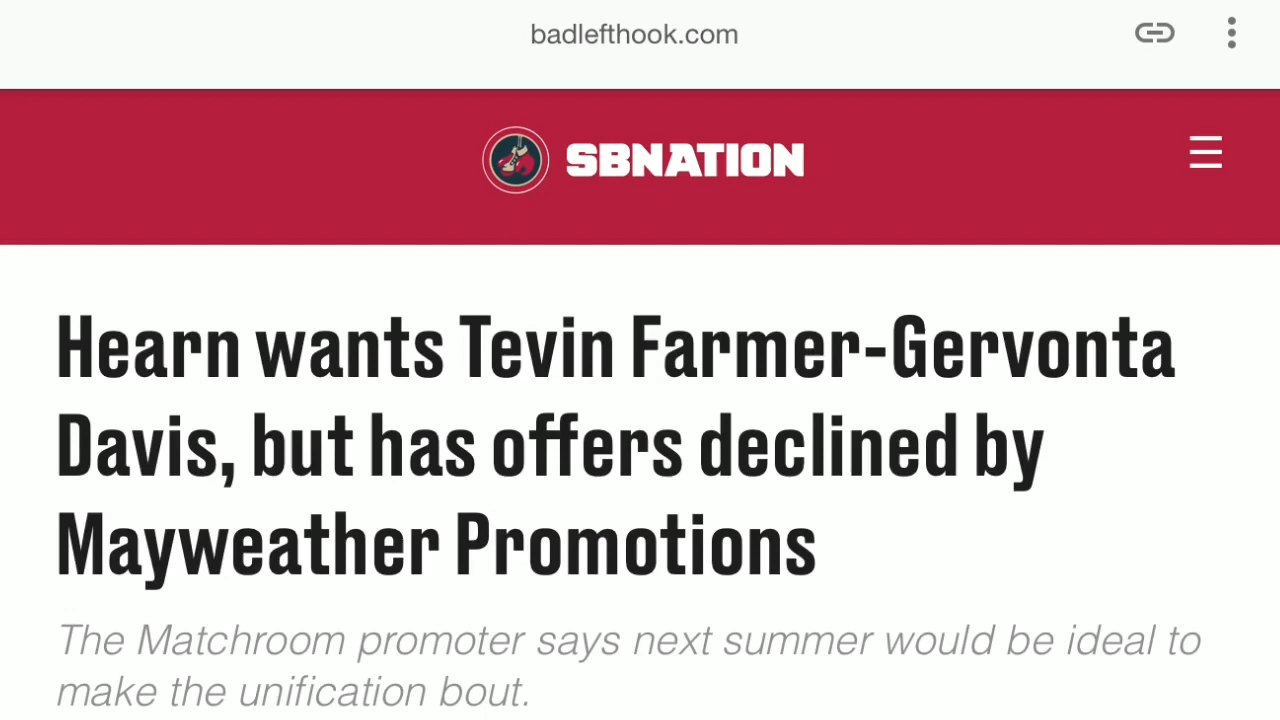 badlefthook.com
SBNATION
Hearn wants Tevin Farmer-Gervonta
Davis, but has offers declined by
Mayweather Promotions
The Matchroom promoter says next summer would be ideal to
make the unification bout.